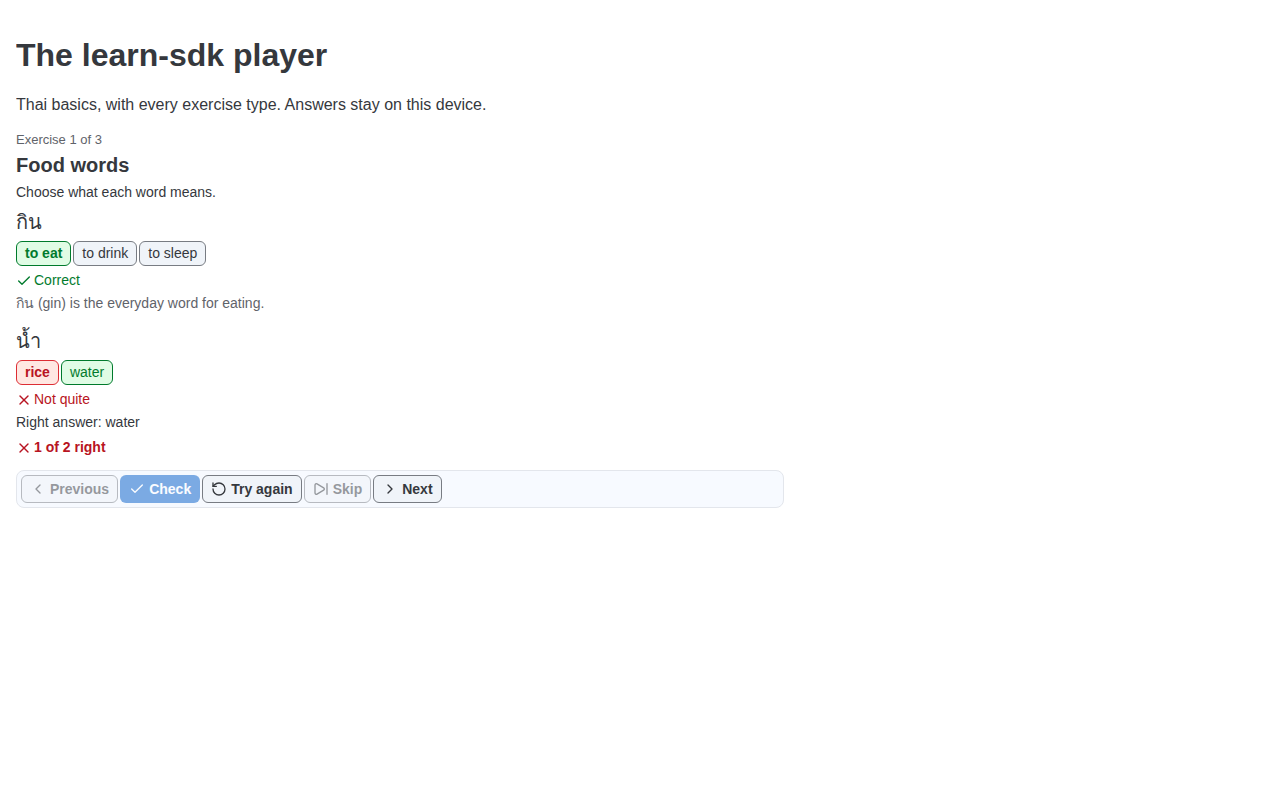 The learn-sdk player
Thai basics, with every exercise type. Answers stay on this device.
Exercise 1 of 3
Food words
Choose what each word means.
กิน
to eat to drink to sleep
Correct
กิน (gin) is the everyday word for eating.
น้ำ
rice water
Not quite
Right answer: water
1 of 2 right
Previous Check Try again Skip Next